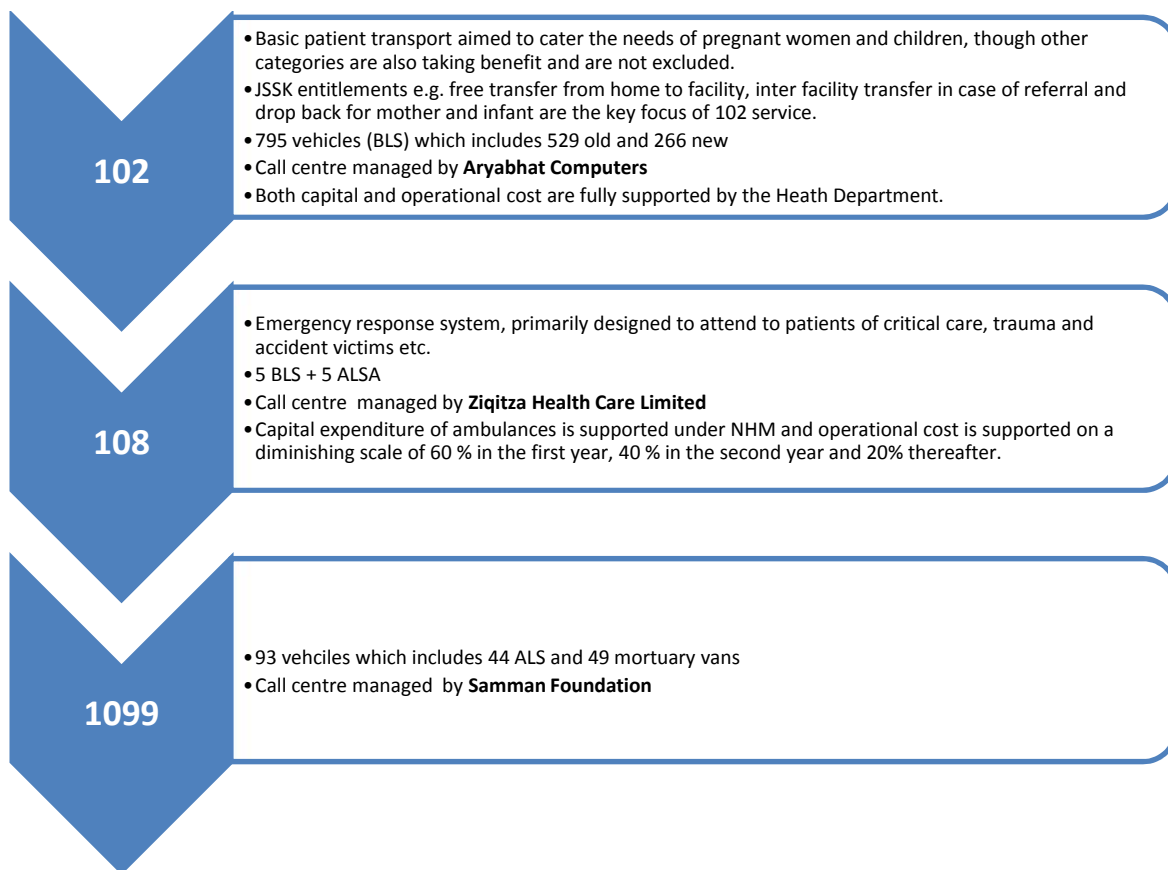 102
•Basic patient transport aimed to cater the needs of pregnant women and children, though other
categories are also taking benefit and are not excluded.
•JSSK entitlements e.g. free transfer from home to facility, inter facility transfer in case of referral and
drop back for mother and infant are the key focus of 102 service.
•795 vehicles (BLS) which includes 529 old and 266 new
•Call centre managed by Aryabhat Computers
•Both capital and operational cost are fully supported by the Heath Department.
108
•Emergency response system, primarily designed to attend to patients of critical care, trauma and
accident victims etc.
•5 BLS + 5 ALSA
•Call centre managed by Ziqitza Health Care Limited
•Capital expenditure of ambulances is supported under NHM and operational cost is supported on a
diminishing scale of 60 % in the first year, 40 % in the second year and 20% thereafter.
1099
•93 vehciles which includes 44 ALS and 49 mortuary vans
•Call centre managed by Samman Foundation